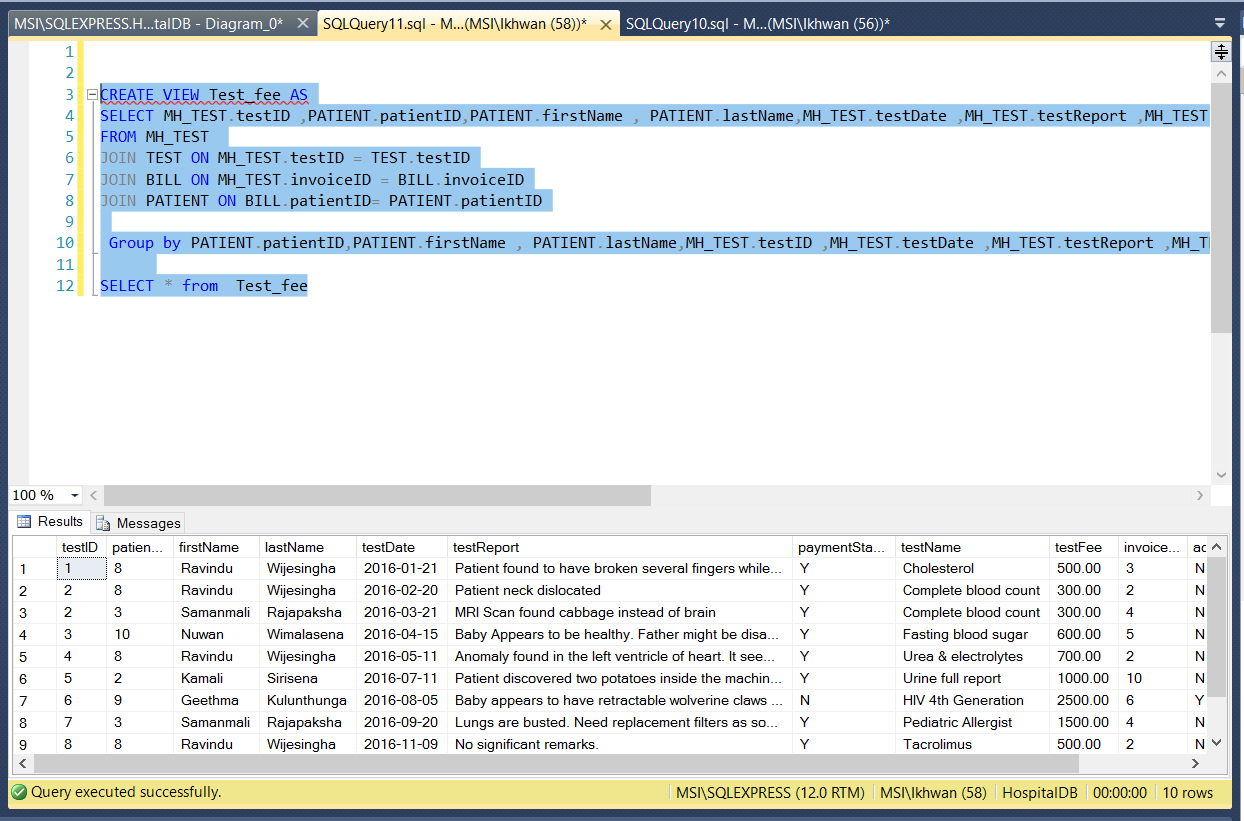 MSI\SQLEXPRESS.H...talDB - Diagram_0* SQLQuery11.sql - M...(MSI\Ikhwan (58))* SQLQuery10.sql - M...(MSI\Ikhwan (56))*
1
2
3 CREATE VIEW Test_fee AS
4 SELECT MH_TEST.testID ,PATIENT.patientID,PATIENT.firstName , PATIENT.lastName,MH_TEST.testDate ,MH_TEST.testReport ,MH_TEST
5 FROM MH_TEST
6 JOIN TEST ON MH_TEST.testID = TEST.testID
7 JOIN BILL ON MH_TEST.invoiceID = BILL.invoiceID
8 JOIN PATIENT ON BILL.patientID= PATIENT.patientID
9
10 Group by PATIENT.patientID,PATIENT.firstName , PATIENT.lastName,MH_TEST.testID ,MH_TEST.testDate ,MH_TEST.testReport ,MH_T
11
12 SELECT * from Test_fee
100 %
Results Messages
testID patien... firstName lastName testDate testReport paymentSta... testName testFee invoice... ac
1 1 8 Ravindu Wijesingha 2016-01-21 Patient found to have broken several fingers while... Y Cholesterol 500.00 3 N
2 2 8 Ravindu Wijesingha 2016-02-20 Patient neck dislocated Y Complete blood count 300.00 2 N
3 2 3 Samanmali Rajapaksha 2016-03-21 MRI Scan found cabbage instead of brain Y Complete blood count 300.00 4 N
4 3 10 Nuwan Wimalasena 2016-04-15 Baby Appears to be healthy. Father might be disa... Y Fasting blood sugar 600.00 5 N
5 4 8 Ravindu Wijesingha 2016-05-11 Anomaly found in the left ventricle of heart. It see... Y Urea & electrolytes 700.00 2 N
6 5 2 Kamali Sirisena 2016-07-11 Patient discovered two potatoes inside the machin... Y Urine full report 1000.00 10 N
7 6 9 Geethma Kulunthunga 2016-08-05 Baby appears to have retractable wolverine claws ... N HIV 4th Generation 2500.00 6 Y
8 7 3 Samanmali Rajapaksha 2016-09-20 Lungs are busted. Need replacement filters as so... Y Pediatric Allergist 1500.00 4 N
9 8 8 Ravindu Wijesingha 2016-11-09 No significant remarks. Y Tacrolimus 500.00 2 N
Query executed successfully. MSI\SQLEXPRESS (12.0 RTM) MSI\Ikhwan (58) HospitalDB 00:00:00 10 rows